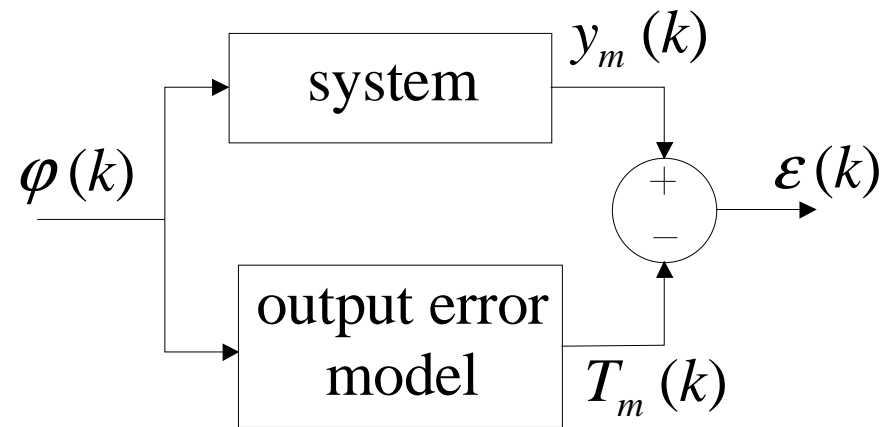 y_m (k)
system
φ(k)
+
ε(k)
−
output error
model
T_m (k)